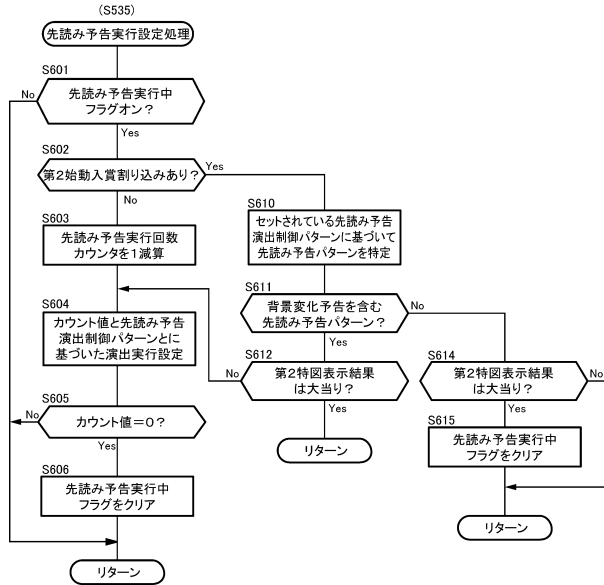 (S535)
先読み予告実行設定処理
S601
先読み予告実行中
フラグオン？
No
Yes
S602
第２始動入賞割り込みあり？
Yes
No
S603
先読み予告実行回数
カウンタを１減算
S604
カウント値と先読み予告
演出制御パターンとに
基づいた演出実行設定
S605
カウント値＝０？
No
Yes
S606
先読み予告実行中
フラグをクリア
リターン
S610
セットされている先読み予告
演出制御パターンに基づいて
先読み予告パターンを特定
S611
背景変化予告を含む
先読み予告パターン？
No
Yes
S612
第２特図表示結果
は大当り？
No
Yes
リターン
S614
第２特図表示結果
は大当り？
No
Yes
S615
先読み予告実行中
フラグをクリア
リターン